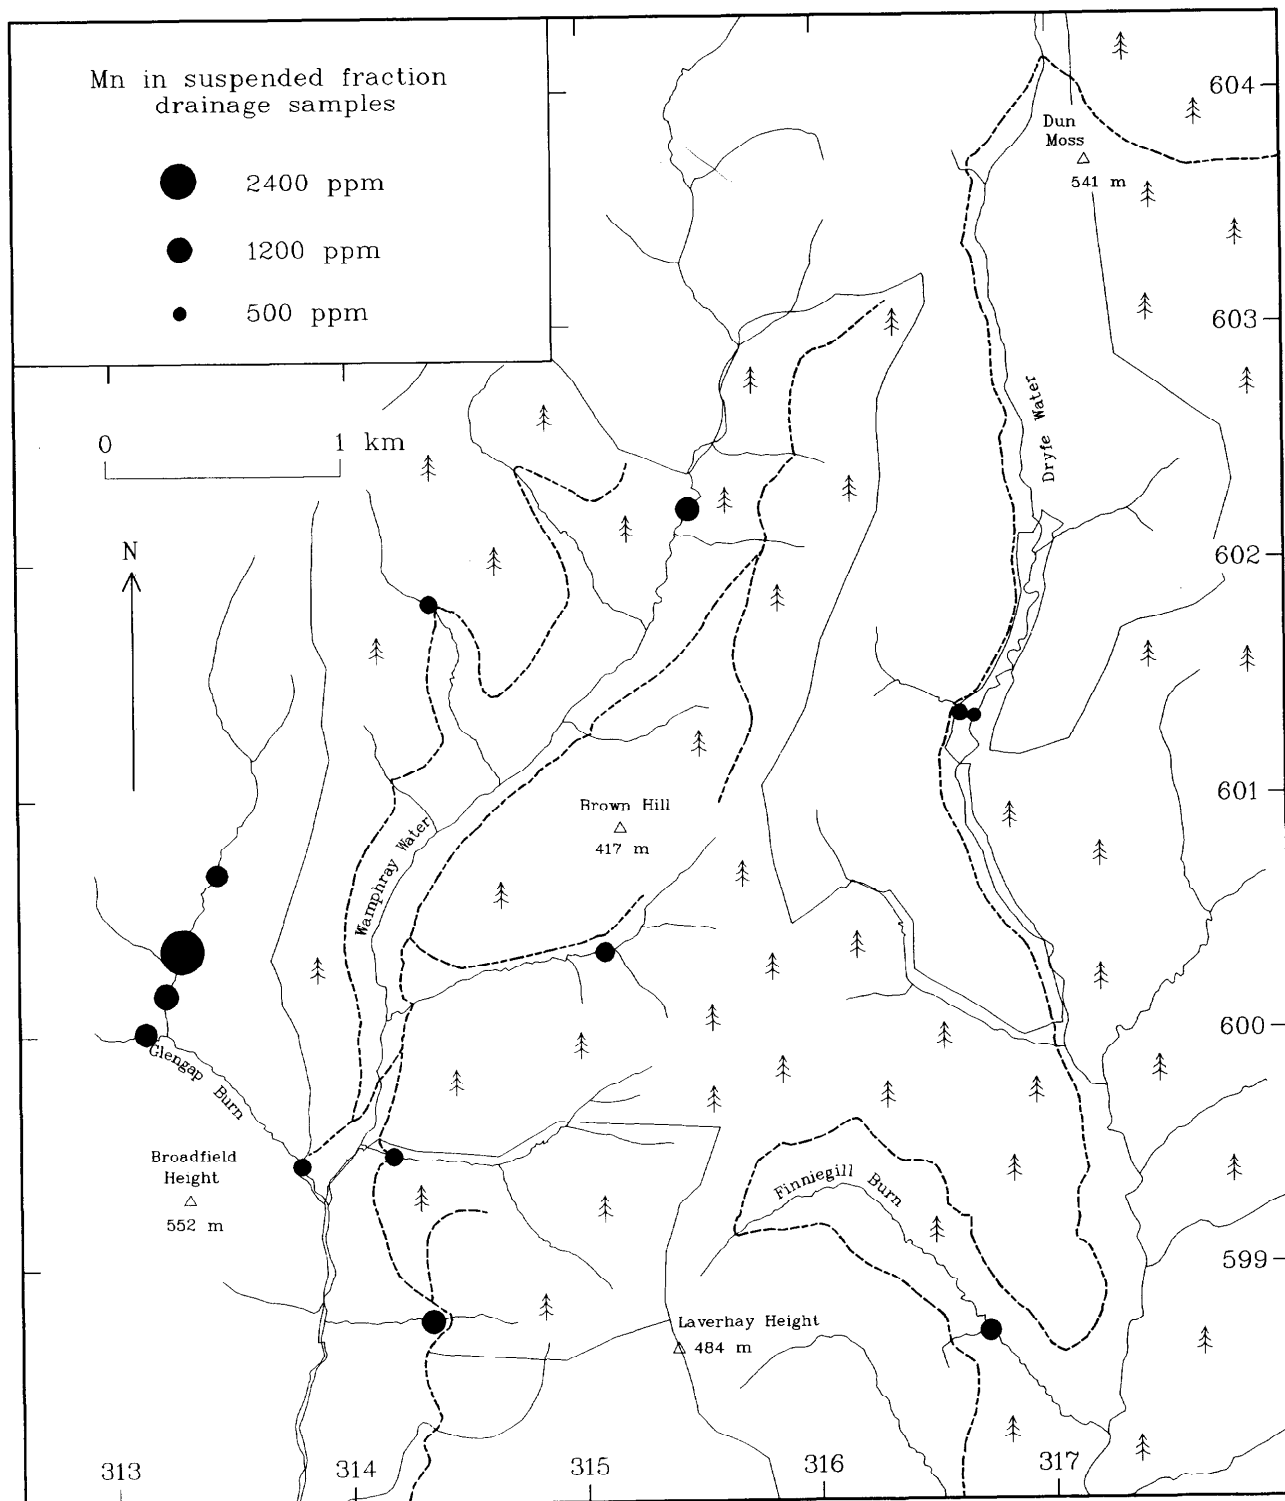 Mn in suspended fraction
drainage samples
2400 ppm
1200 ppm
500 ppm
0 1 km
N
604
603
602
601
600
599
313
314
315
316
317
Dun
Moss
541 m
Dryfe Water
Wamphray Water
Brown Hill
417 m
Glengap Burn
Broadfield
Height
552 m
Finniegill Burn
Laverhay Height
484 m